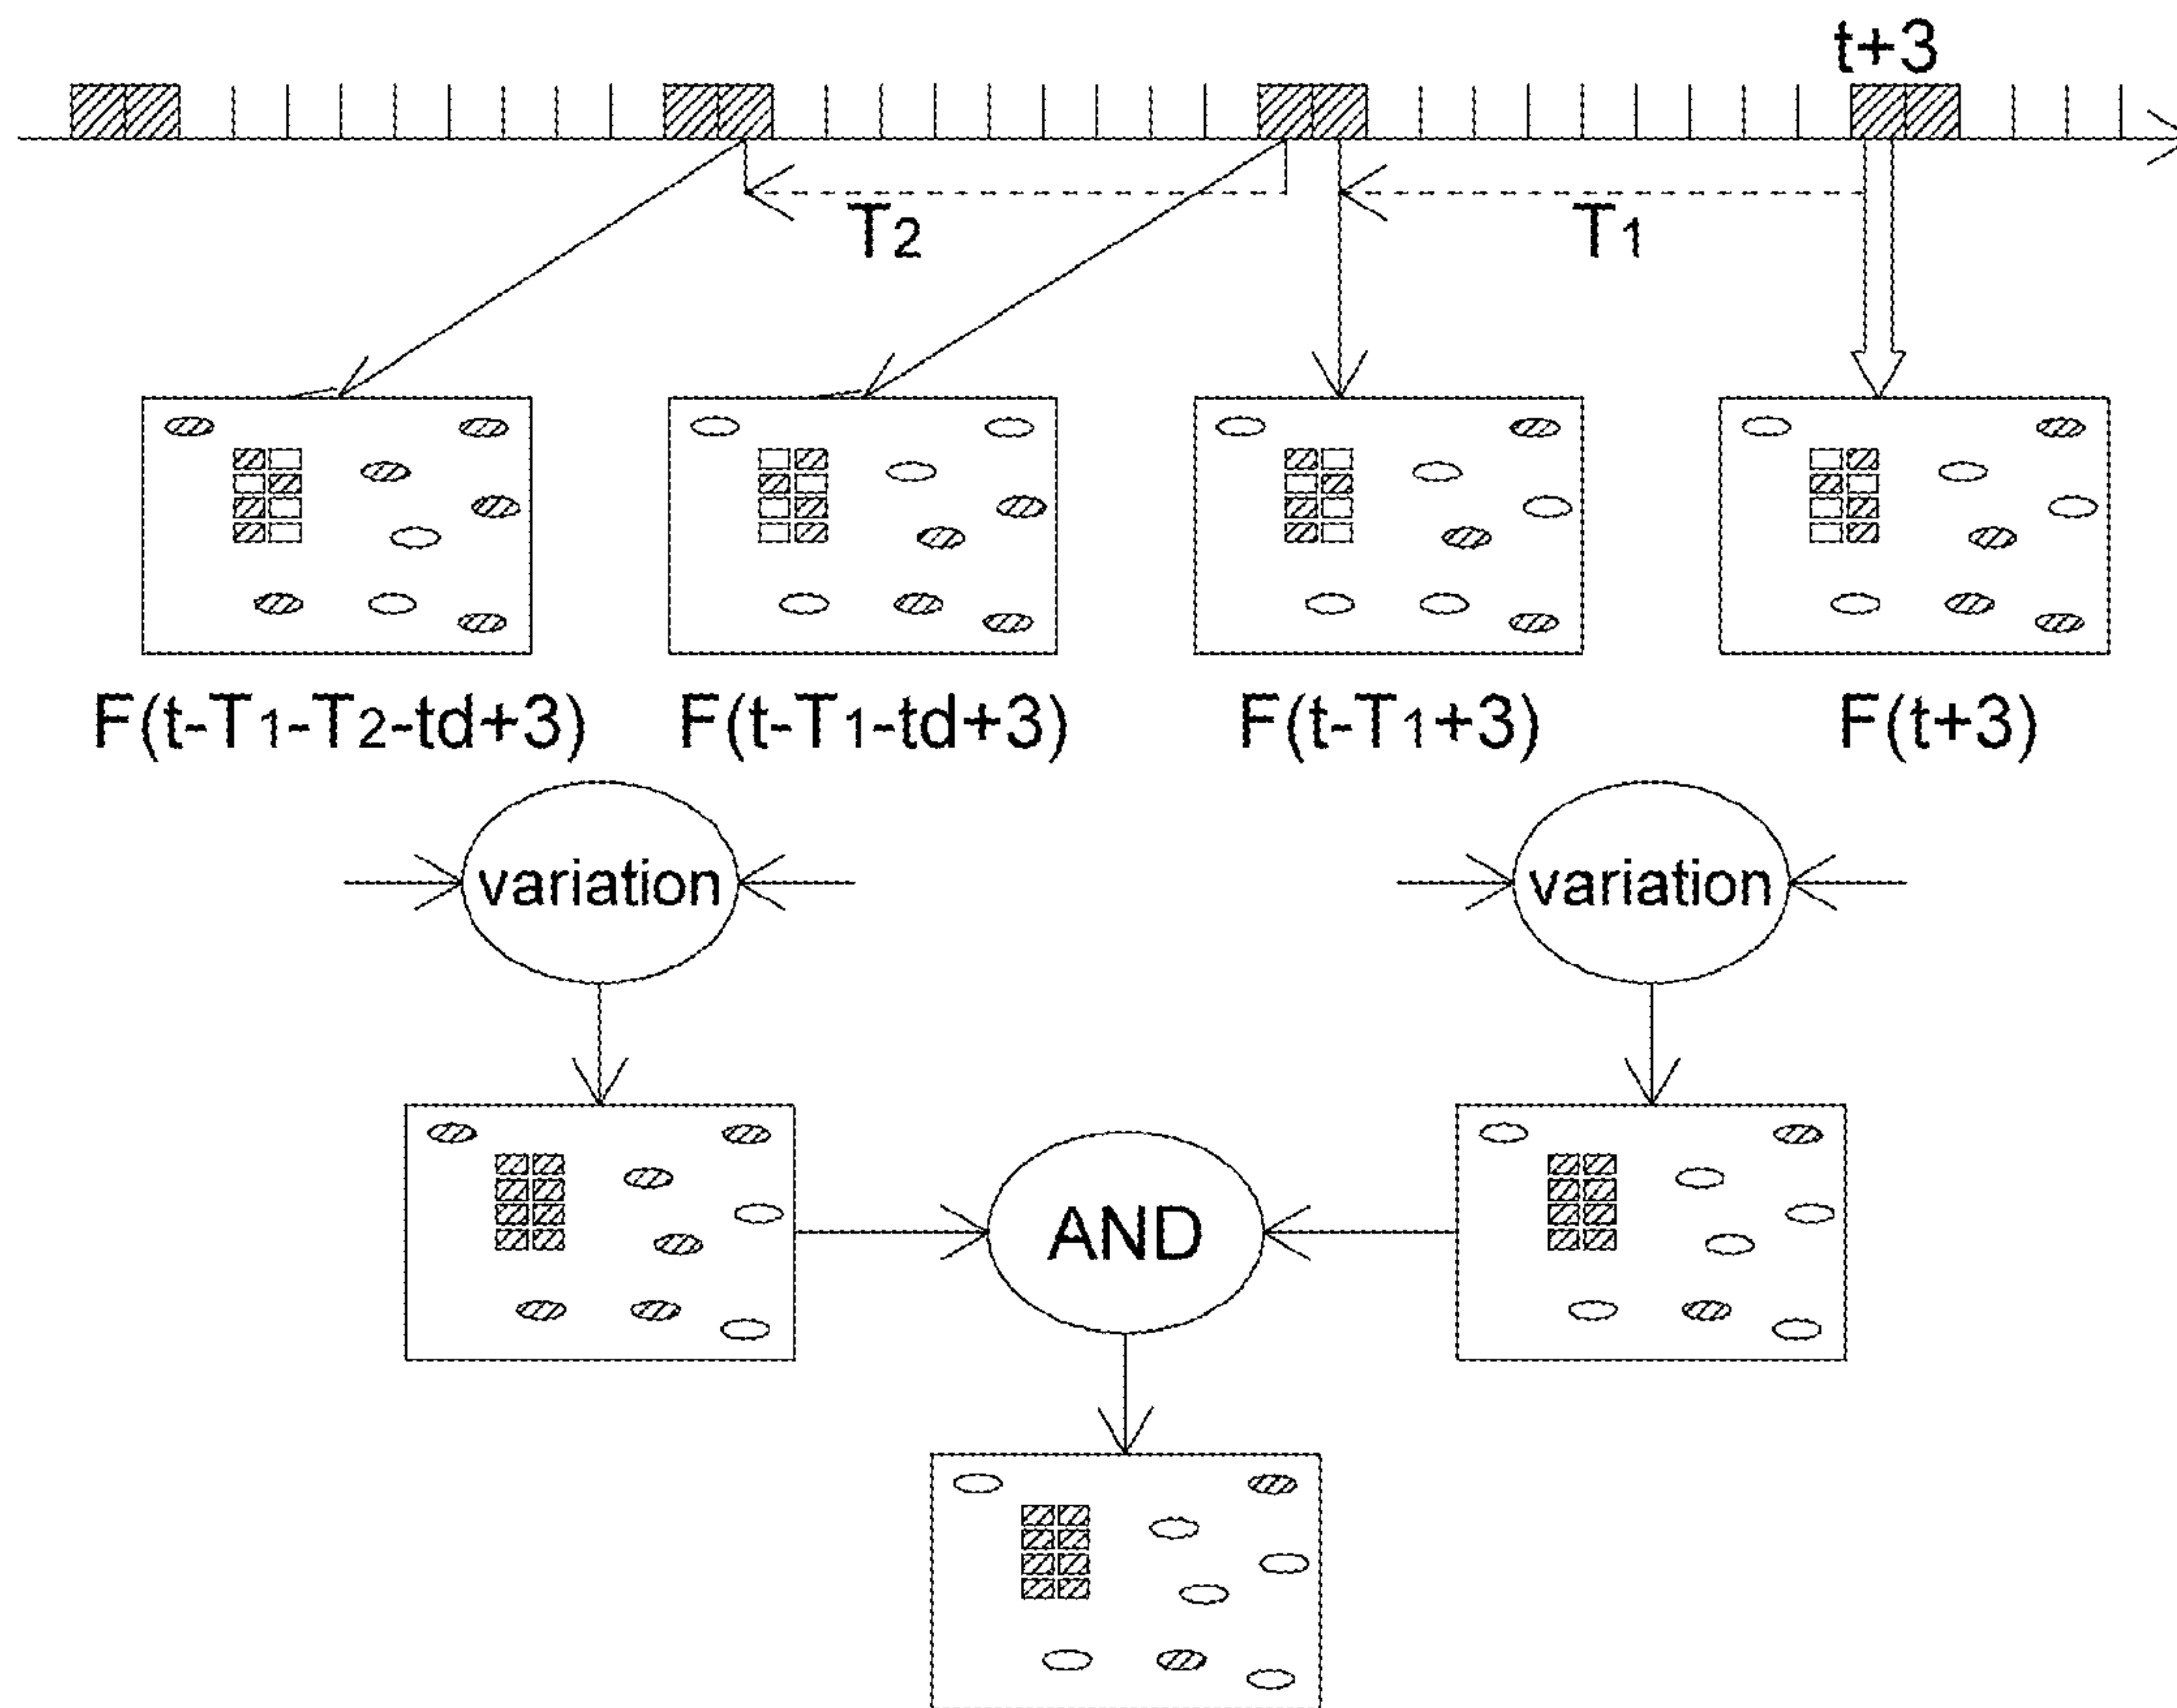 t+3
T2
T1
F(t-T1-T2-td+3)
F(t-T1-td+3)
F(t-T1+3)
F(t+3)
variation
variation
AND